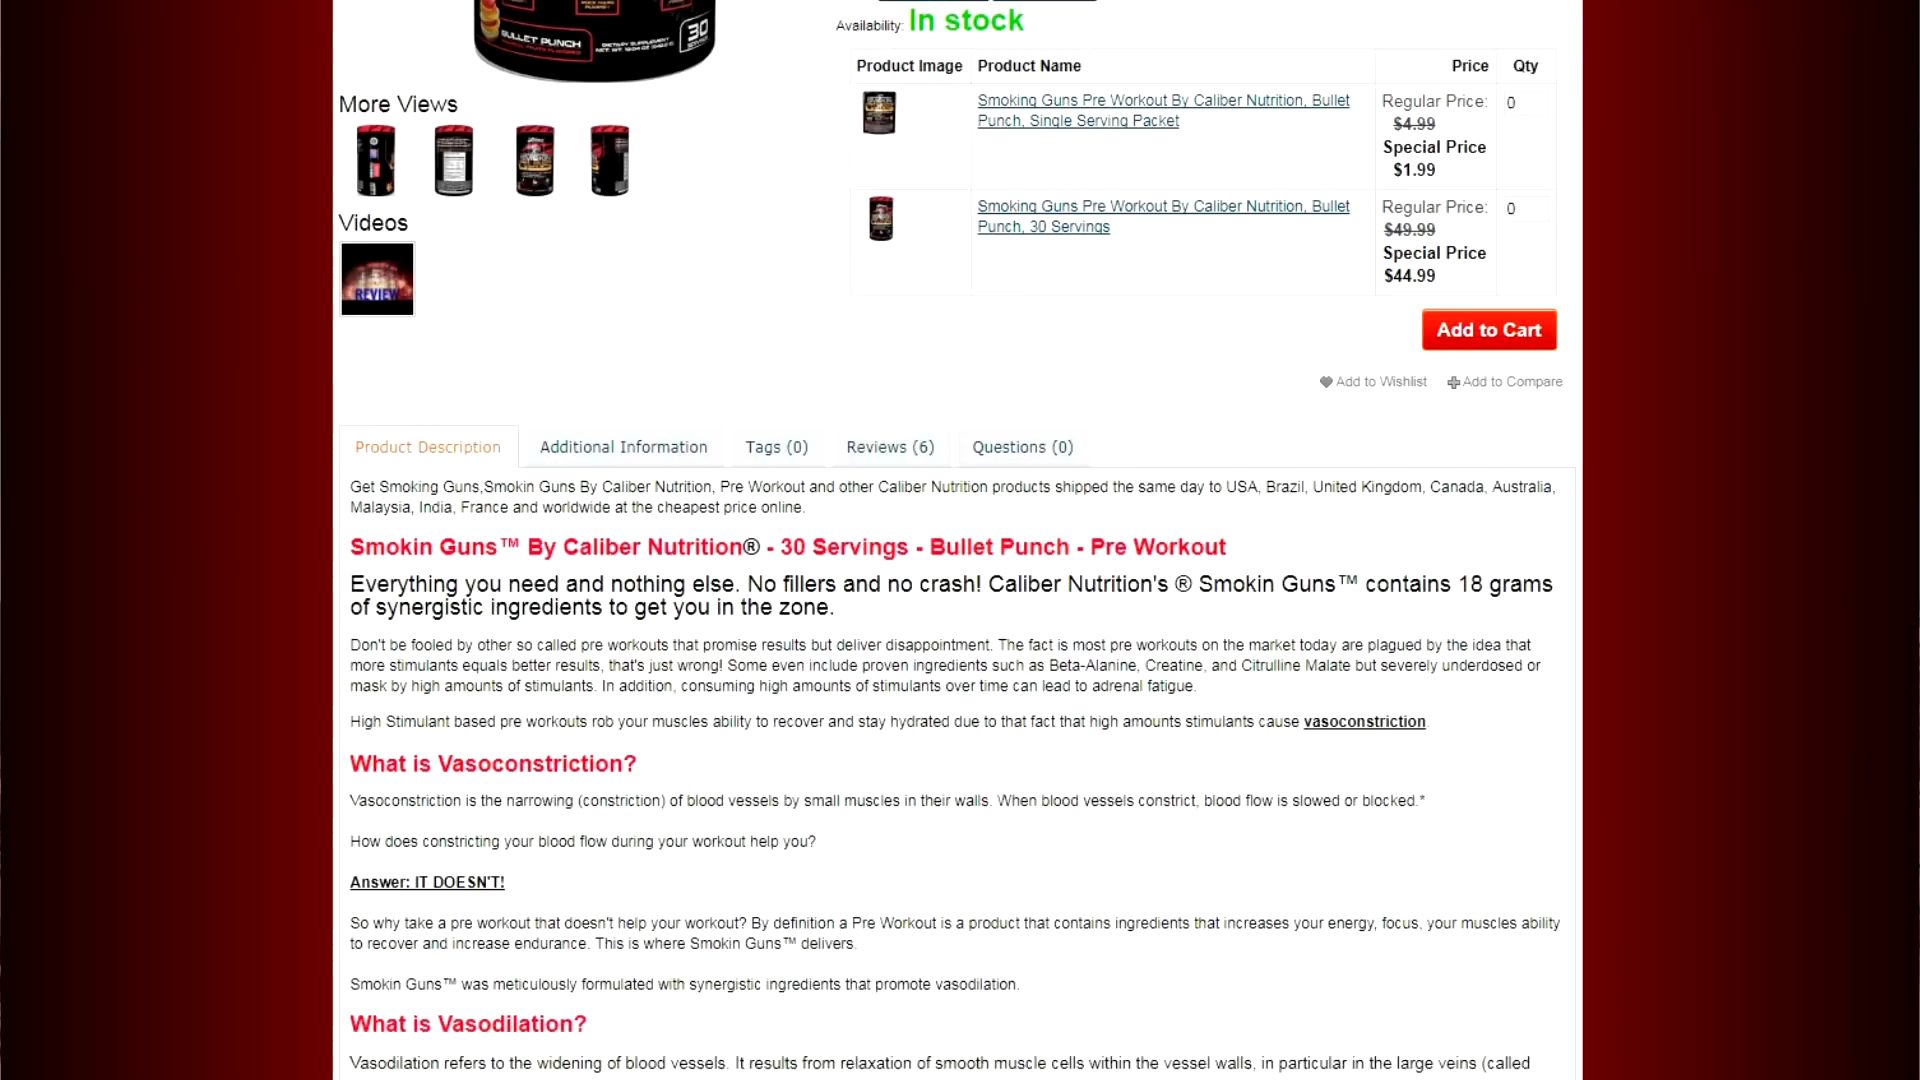 BULLET PUNCH
30
Availability: In stock
Product Image Product Name Price Qty
Smoking Guns Pre Workout By Caliber Nutrition, Bullet
Punch, Single Serving Packet
Regular Price:
$4.99
Special Price
$1.99
0
Smoking Guns Pre Workout By Caliber Nutrition, Bullet
Punch, 30 Servings
Regular Price:
$49.99
Special Price
$44.99
0
More Views
Videos
REVIEW
Add to Cart
Add to Wishlist Add to Compare
Product Description Additional Information Tags (0) Reviews (6) Questions (0)
Get Smoking Guns,Smokin Guns By Caliber Nutrition, Pre Workout and other Caliber Nutrition products shipped the same day to USA, Brazil, United Kingdom, Canada, Australia,
Malaysia, India, France and worldwide at the cheapest price online.
Smokin Guns™ By Caliber Nutrition® - 30 Servings - Bullet Punch - Pre Workout
Everything you need and nothing else. No fillers and no crash! Caliber Nutrition's ® Smokin Guns™ contains 18 grams
of synergistic ingredients to get you in the zone.
Don't be fooled by other so called pre workouts that promise results but deliver disappointment. The fact is most pre workouts on the market today are plagued by the idea that
more stimulants equals better results, that's just wrong! Some even include proven ingredients such as Beta-Alanine, Creatine, and Citrulline Malate but severely underdosed or
mask by high amounts of stimulants. In addition, consuming high amounts of stimulants over time can lead to adrenal fatigue.
High Stimulant based pre workouts rob your muscles ability to recover and stay hydrated due to that fact that high amounts stimulants cause vasoconstriction.
What is Vasoconstriction?
Vasoconstriction is the narrowing (constriction) of blood vessels by small muscles in their walls. When blood vessels constrict, blood flow is slowed or blocked.*
How does constricting your blood flow during your workout help you?
Answer: IT DOESN'T!
So why take a pre workout that doesn't help your workout? By definition a Pre Workout is a product that contains ingredients that increases your energy, focus, your muscles ability
to recover and increase endurance. This is where Smokin Guns™ delivers.
Smokin Guns™ was meticulously formulated with synergistic ingredients that promote vasodilation.
What is Vasodilation?
Vasodilation refers to the widening of blood vessels. It results from relaxation of smooth muscle cells within the vessel walls, in particular in the large veins (called